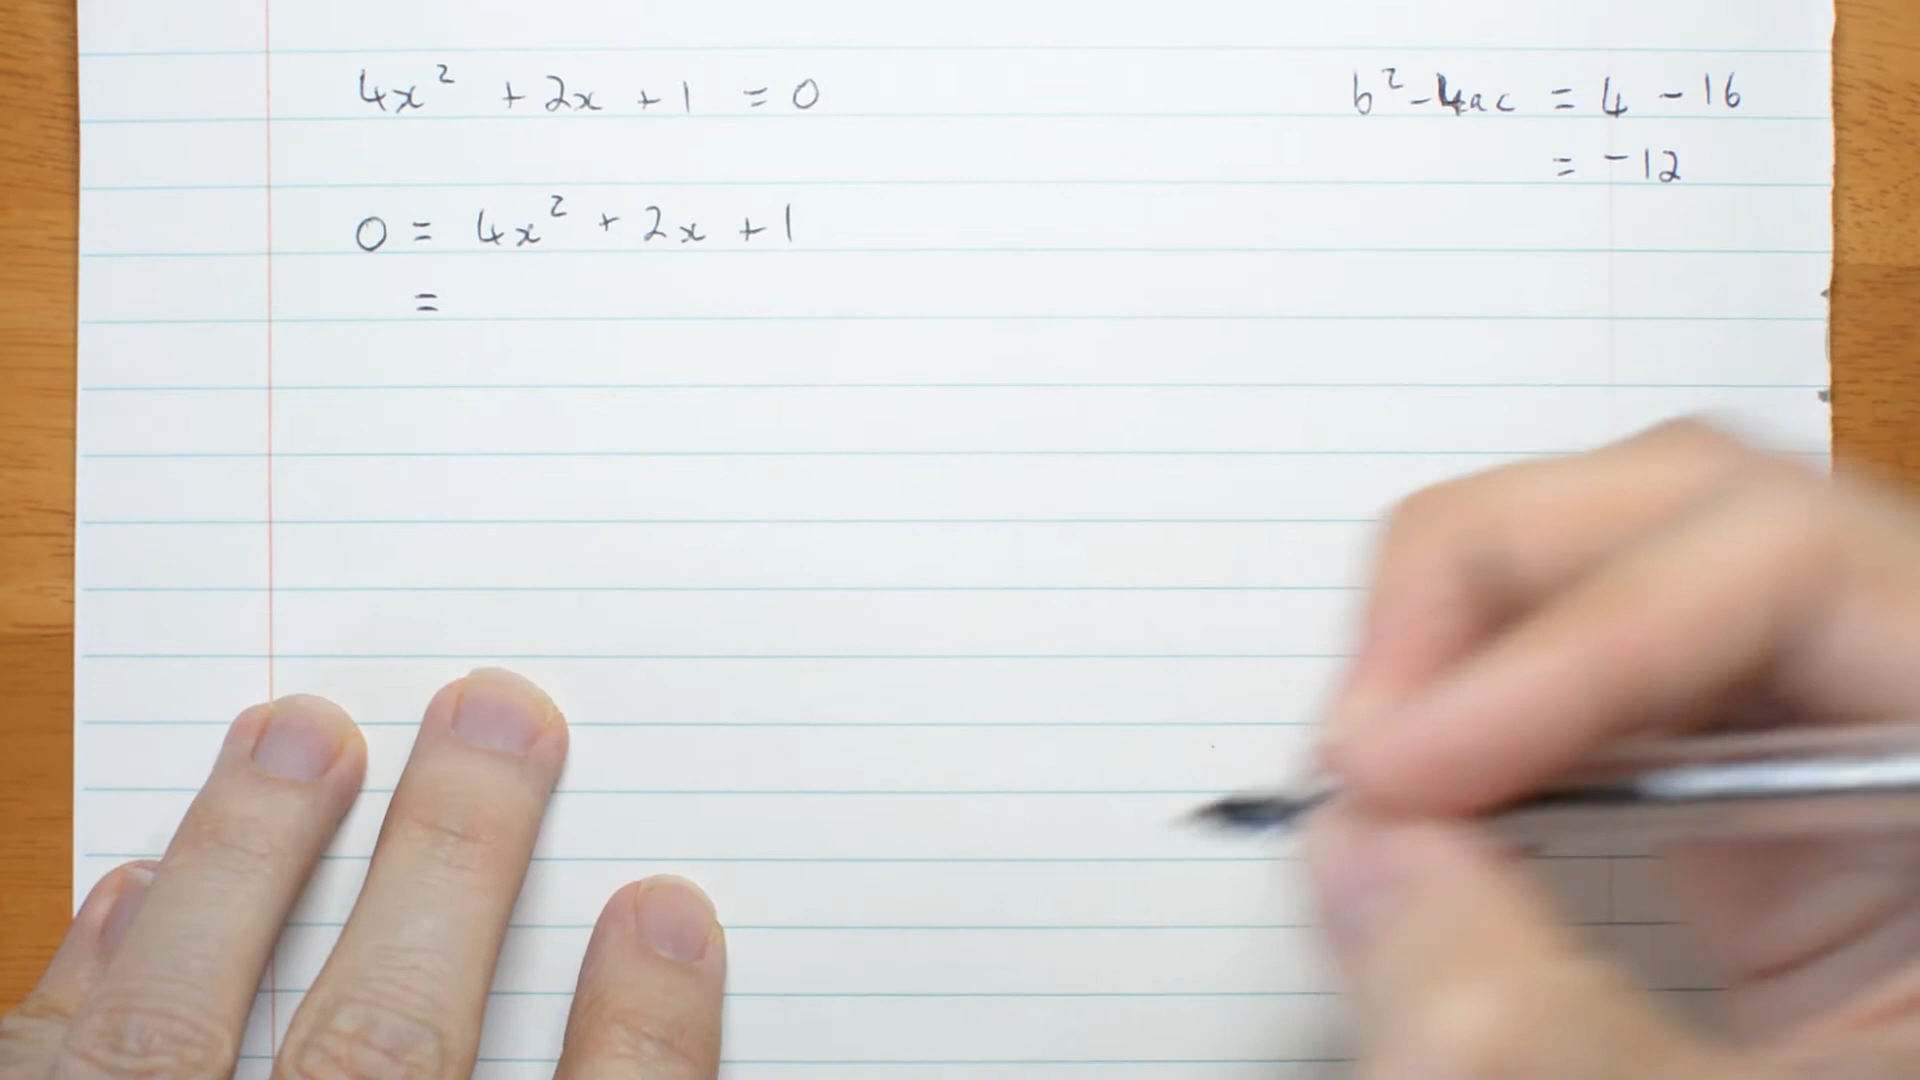 4x² + 2x + 1 = 0
b² - 4ac = 4 - 16
= -12
0 = 4x² + 2x + 1
=